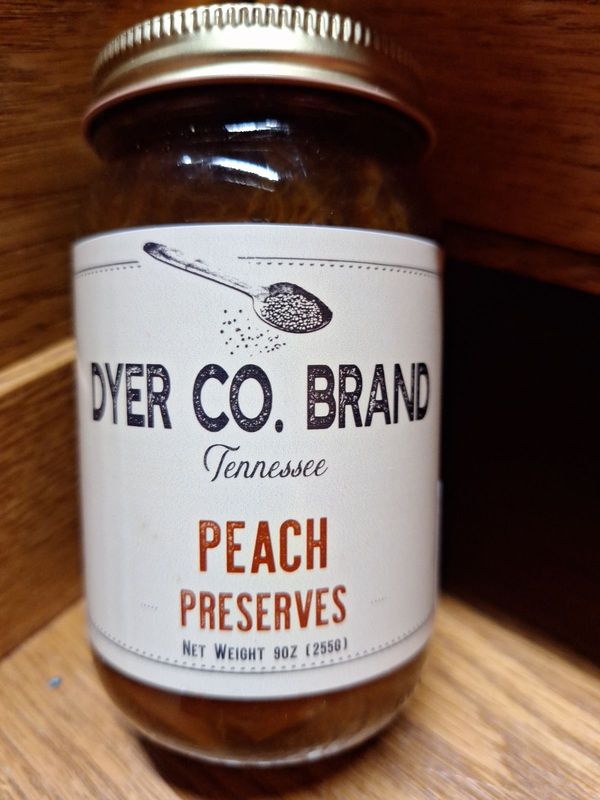 DYER CO. BRAND
Tennessee
PEACH
PRESERVES
NET WEIGHT 9OZ (255G)